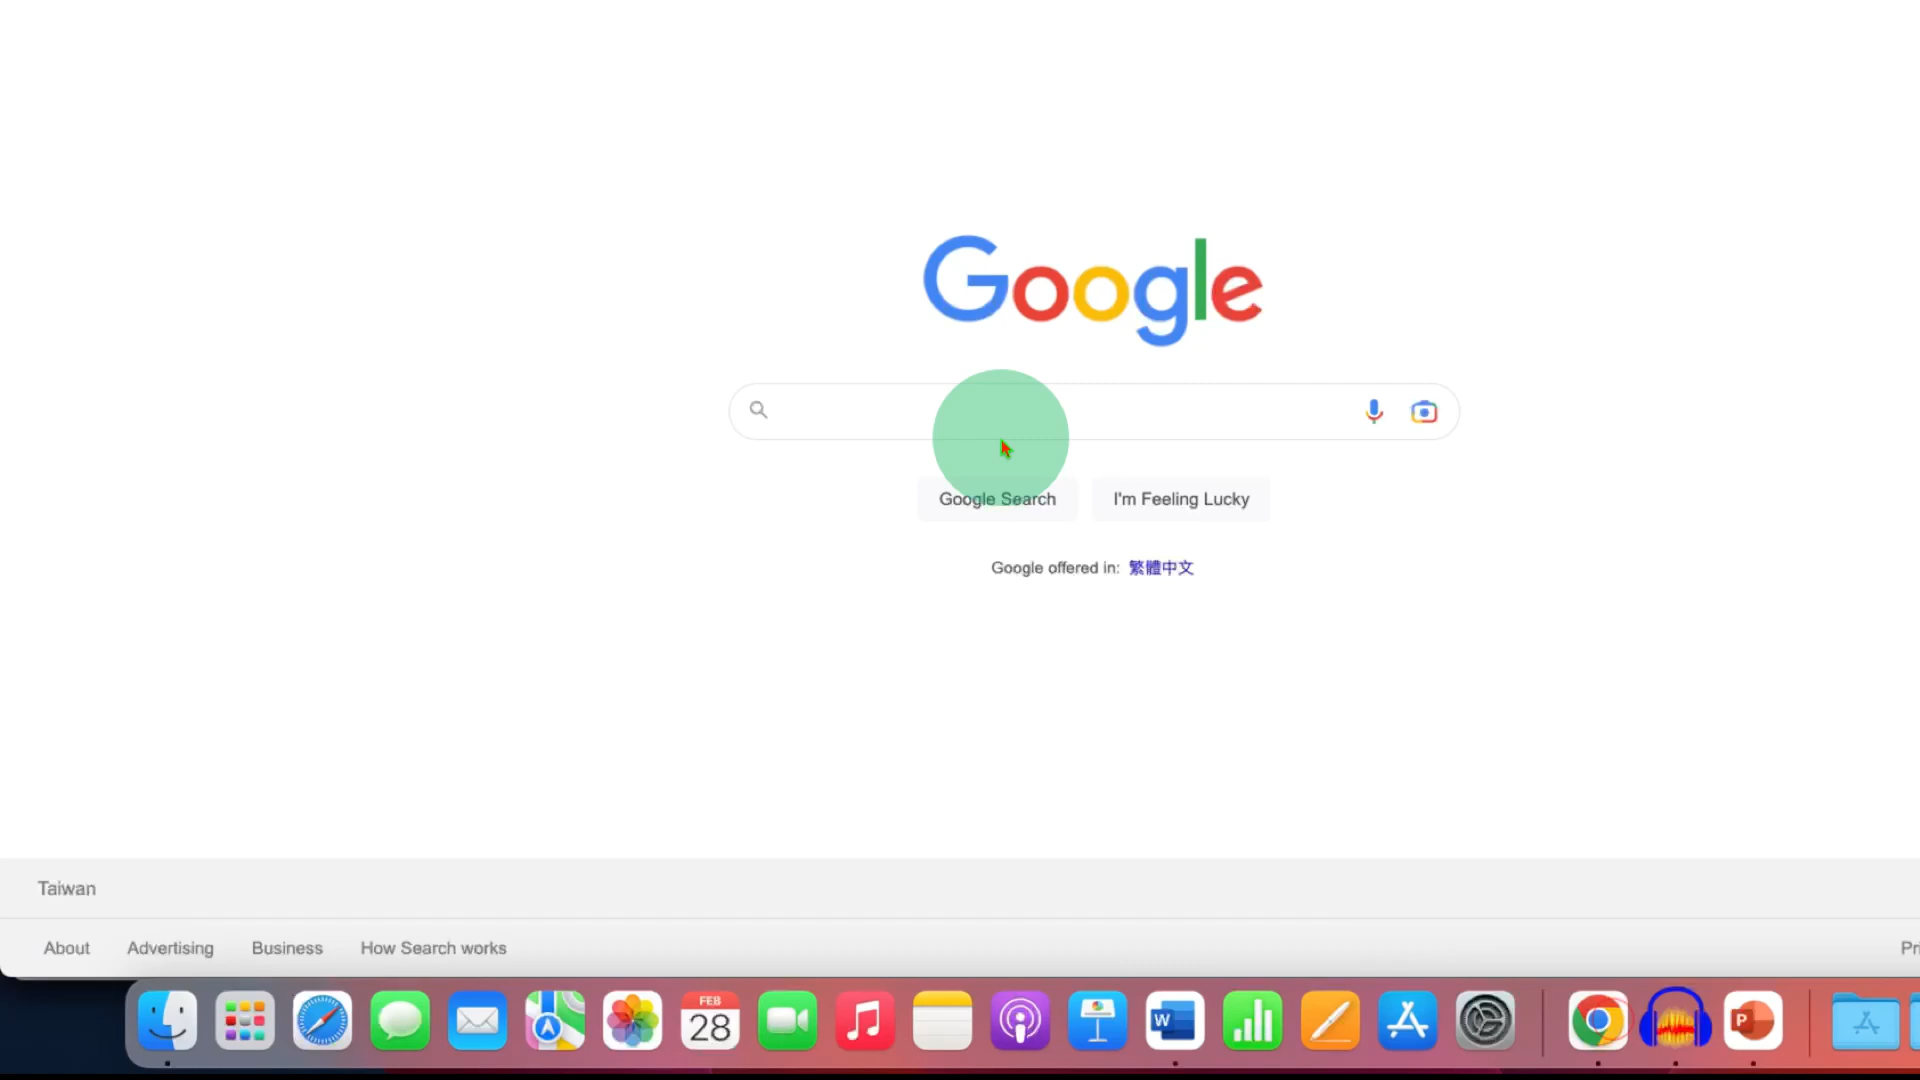 Google
Google Search
I'm Feeling Lucky
Google offered in: 繁體中文
Taiwan
About
Advertising
Business
How Search works
Pri
FEB
28
W
P